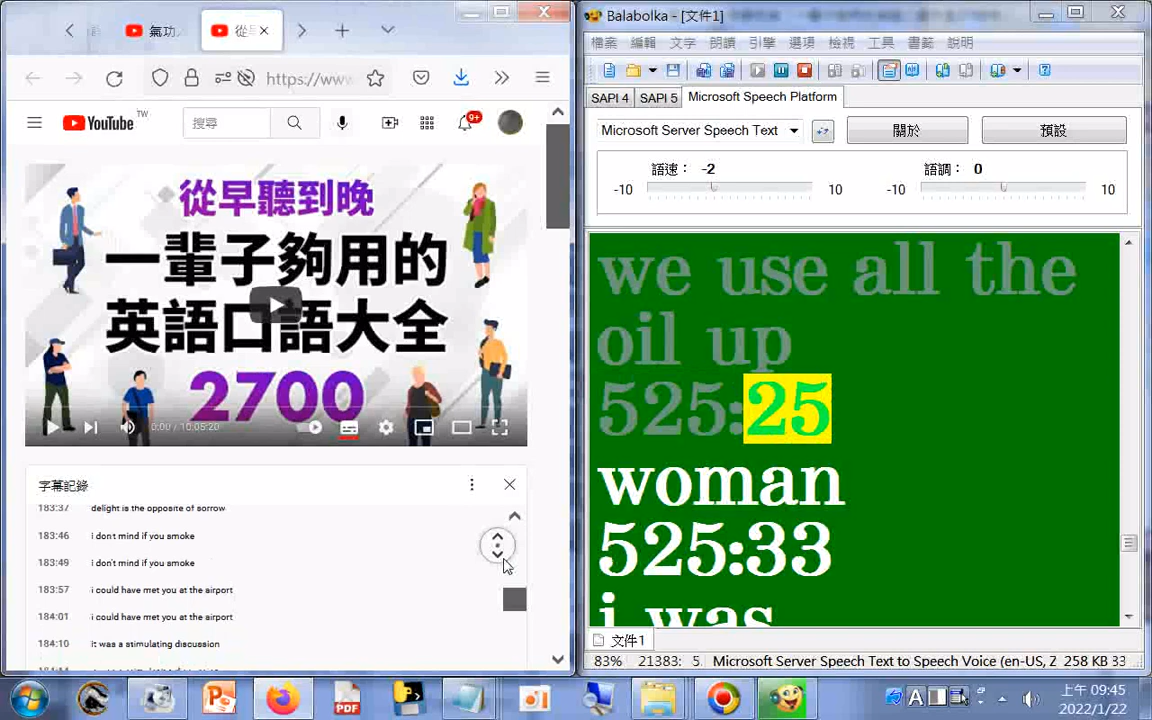 氣功
從
https://www
YouTube TW
搜尋
9+
從早聽到晚
一輩子夠用的
英語口語大全
2700
0:00 / 10:05:20
字幕記錄
183:37 delight is the opposite of sorrow
183:46 i dont mind if you smoke
183:49 i don't mind if you smoke
183:57 i could have met you at the airport
184:01 i could have met you at the airport
184:10 it was a stimulating discussion
Balabolka - [文件1]
檔案 編輯 文字 朗讀 引擎 選項 檢視 工具 書籤 說明
SAPI 4 SAPI 5 Microsoft Speech Platform
Microsoft Server Speech Text 關於 預設
語速： -2 語調： 0
-10 10 -10 10
we use all the
oil up
525:25
woman
525:33
i was
文件1
83% 21383: 5 Microsoft Server Speech Text to Speech Voice (en-US, Z 258 KB 33
上午 09:45
2022/1/22